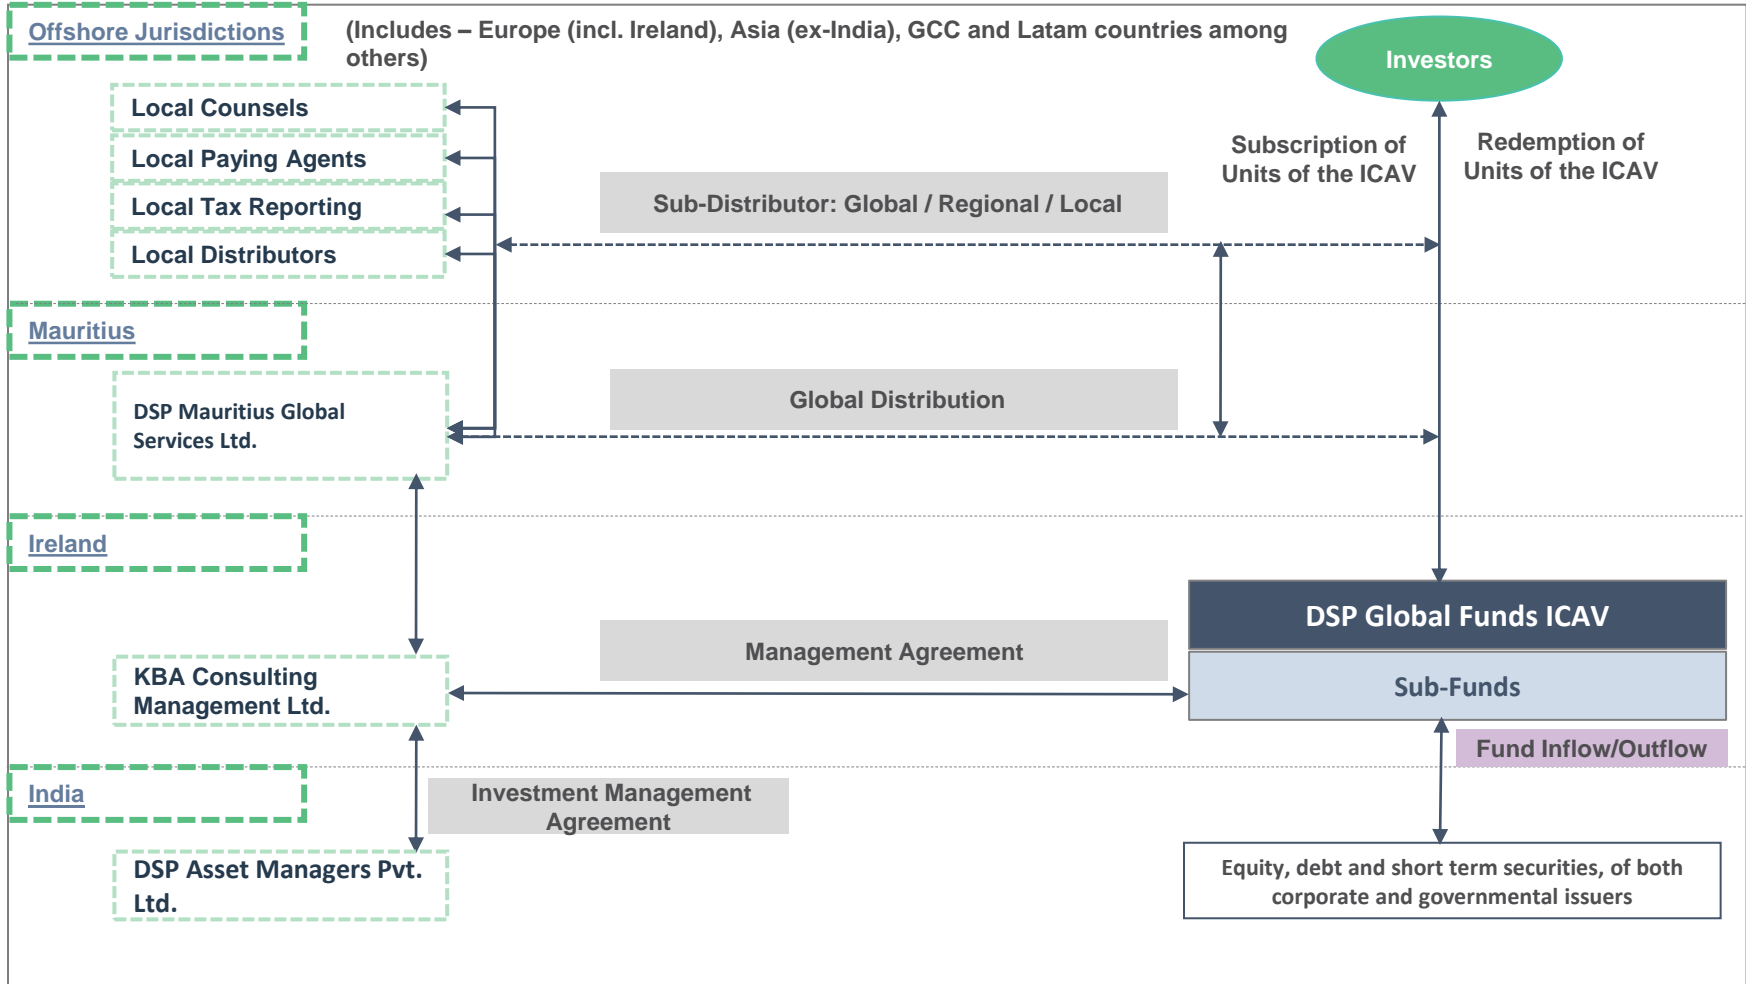 Offshore Jurisdictions
(Includes – Europe (incl. Ireland), Asia (ex-India), GCC and Latam countries among
others)
Investors
Local Counsels
Local Paying Agents
Local Tax Reporting
Local Distributors
Subscription of
Units of the ICAV
Redemption of
Units of the ICAV
Sub-Distributor: Global / Regional / Local
Mauritius
DSP Mauritius Global
Services Ltd.
Global Distribution
Ireland
DSP Global Funds ICAV
Sub-Funds
KBA Consulting
Management Ltd.
Management Agreement
Fund Inflow/Outflow
India
Investment Management
Agreement
DSP Asset Managers Pvt.
Ltd.
Equity, debt and short term securities, of both
corporate and governmental issuers